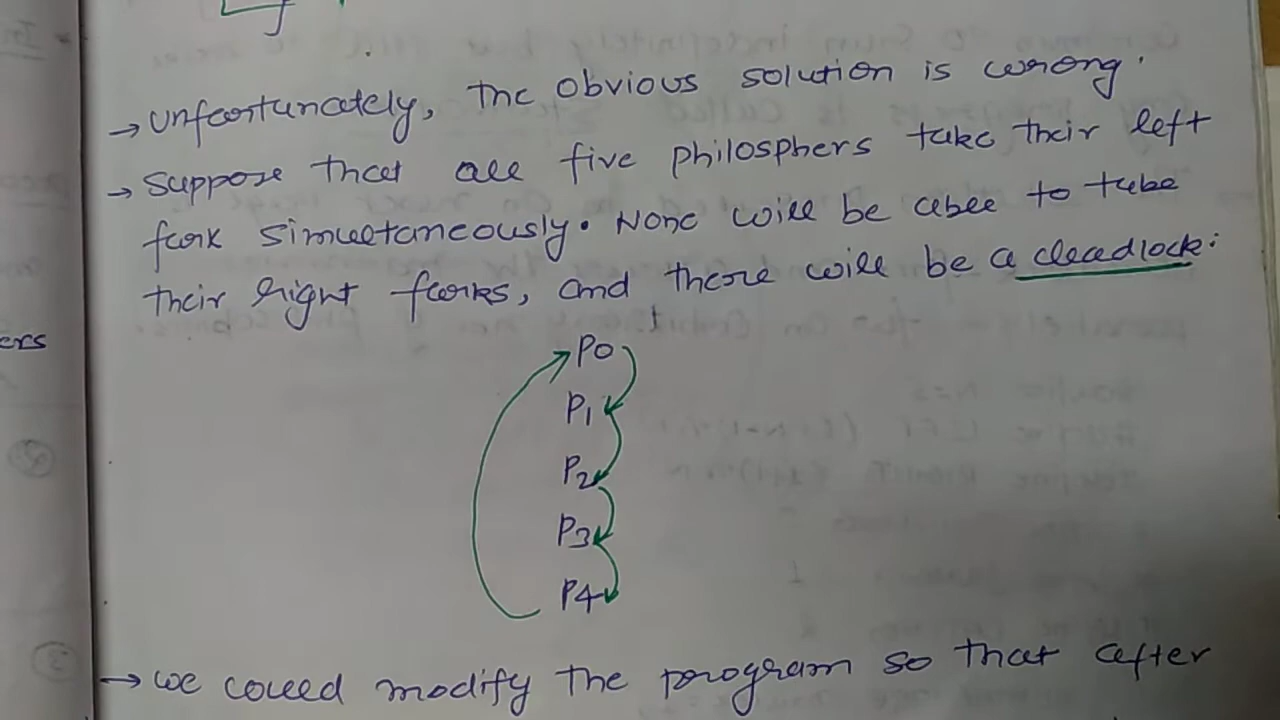 → Unfortunately, the obvious solution is wrong.
→ Suppose that all five philosphers take their left
fork simultaneously. None will be able to take
their right forks, and there will be a deadlock.
P0
P1
P2
P3
P4
→ we could modify the program so that after
ers